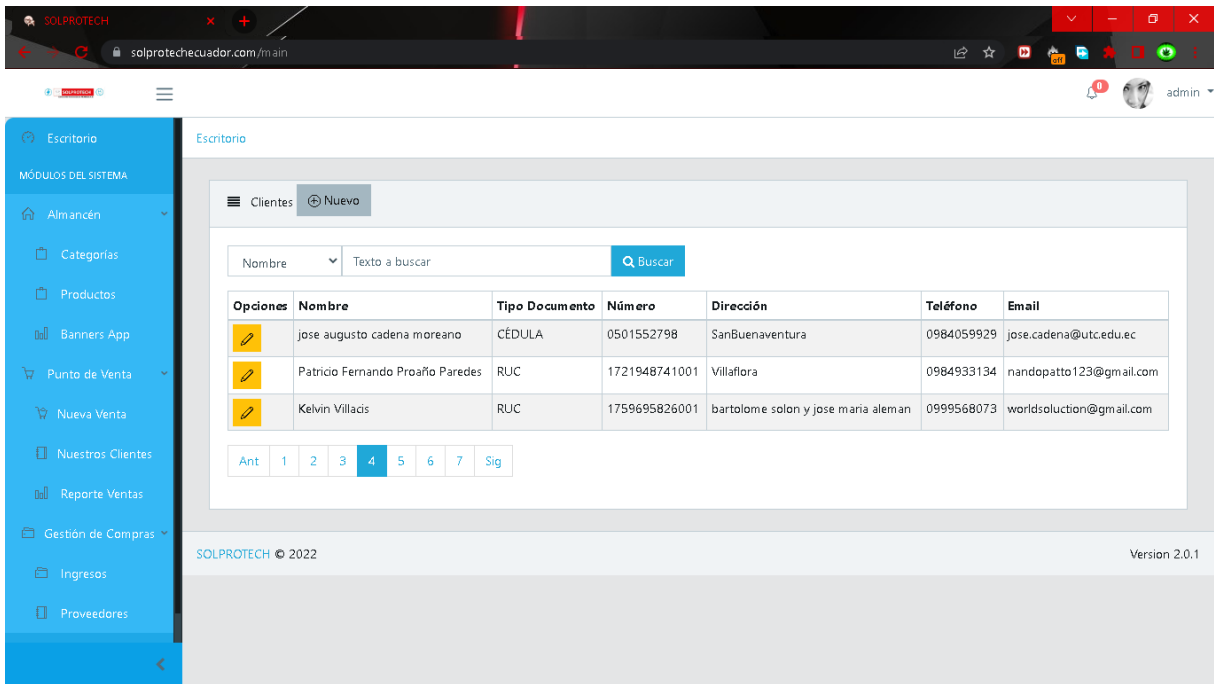 SOLPROTECH
solprotechecuador.com/main
off
SOLPROTECH
0
admin
Escritorio
Escritorio
MÓDULOS DEL SISTEMA
Almancén
Categorías
Productos
Banners App
Punto de Venta
Nueva Venta
Nuestros Clientes
Reporte Ventas
Gestión de Compras
Ingresos
Proveedores
Clientes Nuevo
Nombre Texto a buscar Buscar
Opciones Nombre Tipo Documento Número Dirección Teléfono Email
jose augusto cadena moreano CÉDULA 0501552798 SanBuenaventura 0984059929 jose.cadena@utc.edu.ec
Patricio Fernando Proaño Paredes RUC 1721948741001 Villaflora 0984933134 nandopatto123@gmail.com
Kelvin Villacis RUC 1759695826001 bartolome solon y jose maria aleman 0999568073 worldsoluction@gmail.com
Ant 1 2 3 4 5 6 7 Sig
SOLPROTECH © 2022
Version 2.0.1